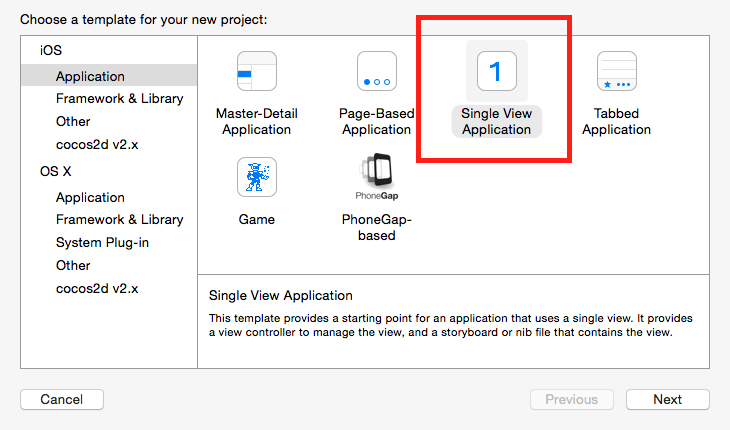 Choose a template for your new project:
iOS
Application
Framework & Library
Other
cocos2d v2.x
OS X
Application
Framework & Library
System Plug-in
Other
cocos2d v2.x
Master-Detail
Application
Page-Based
Application
1
Single View
Application
Tabbed
Application
Game
PhoneGap
PhoneGap-
based
Single View Application
This template provides a starting point for an application that uses a single view. It provides
a view controller to manage the view, and a storyboard or nib file that contains the view.
Cancel
Previous
Next